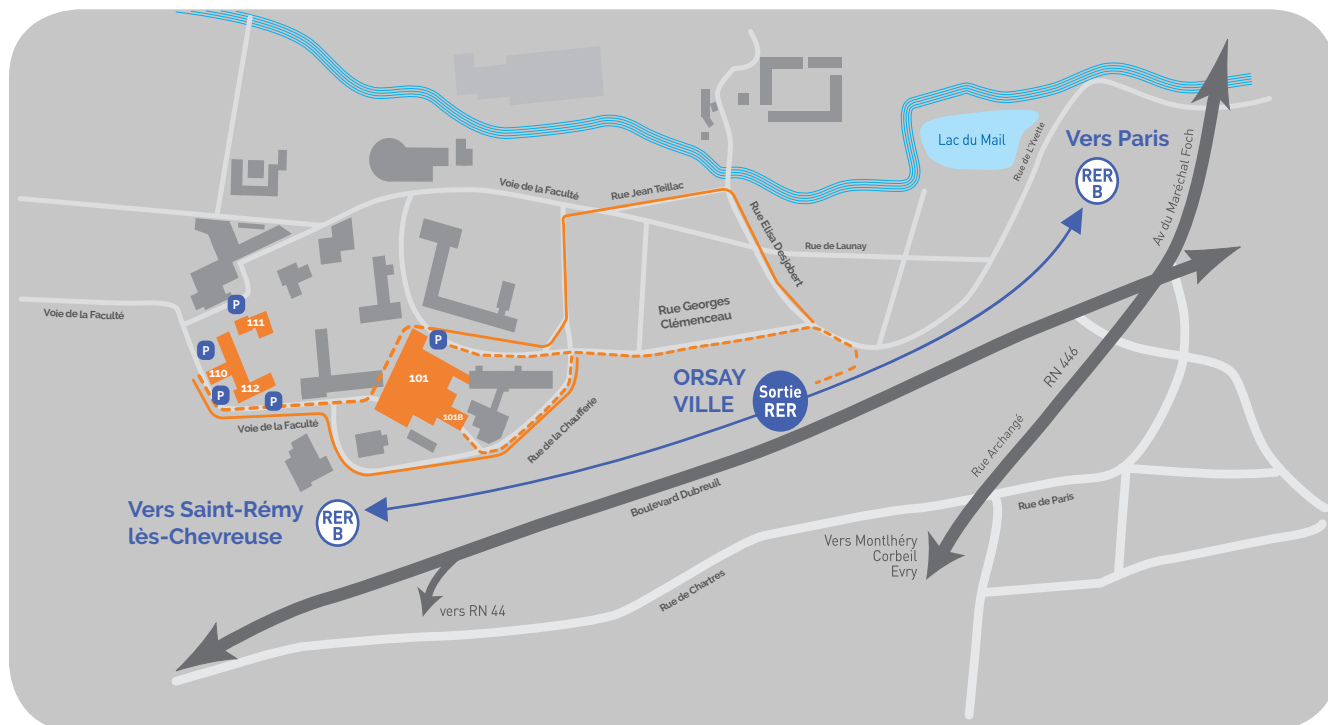 Lac du Mail
Rue de L'Yvette
Vers Paris
RER
B
Av du Maréchal Foch
Voie de la Faculté
Rue Jean Teillac
Rue Elisa Desjobert
Rue de Launay
Voie de la Faculté
Rue Georges
Clémenceau
P
111
P
P
110
112
P
P
101
101B
Voie de la Faculté
Rue de la Chaufferie
ORSAY
VILLE
Sortie
RER
RN 446
Rue Archangé
Vers Saint-Rémy
lès-Chevreuse
RER
B
Boulevard Dubreuil
Rue de Paris
Vers Montlhéry
Corbeil
Evry
Rue de Chartres
vers RN 44